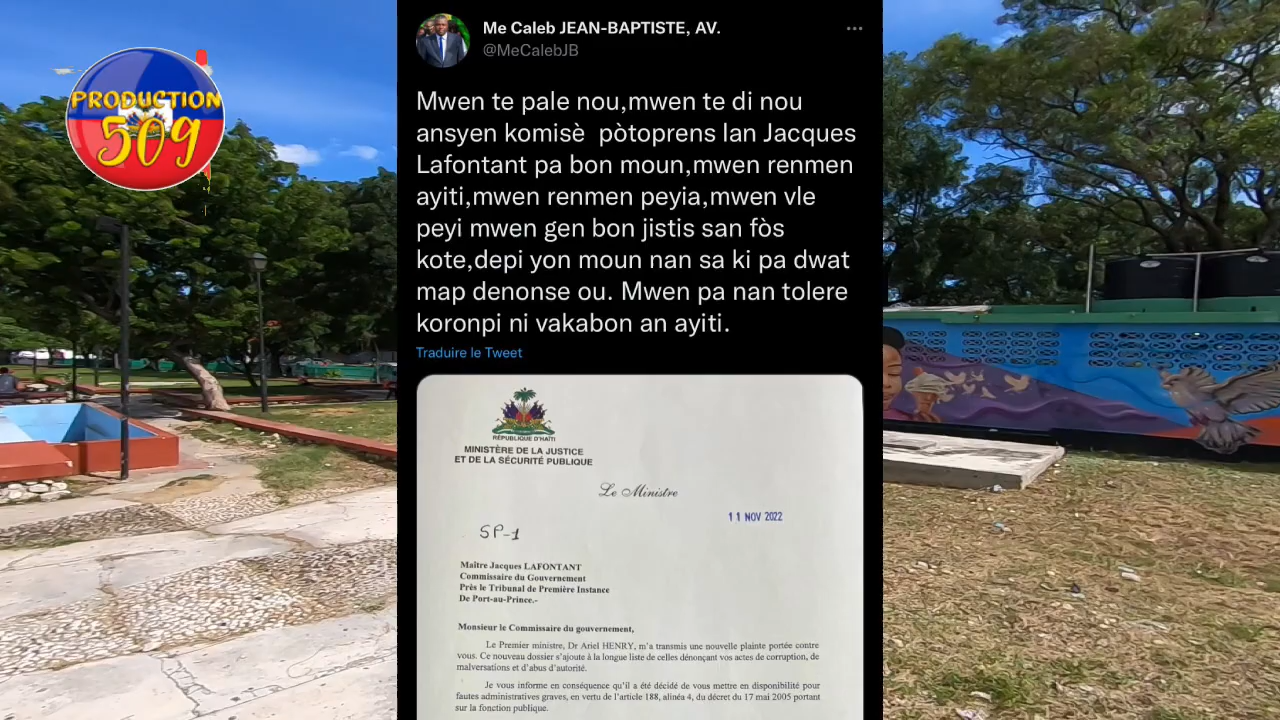 PRODUCTION
509
Me Caleb JEAN-BAPTISTE, AV.
@MeCalebJB
Mwen te pale nou,mwen te di nou
ansyen komisè pòtoprens lan Jacques
Lafontant pa bon moun,mwen renmen
ayiti,mwen renmen peyia,mwen vle
peyi mwen gen bon jistis san fòs
kote,depi yon moun nan sa ki pa dwat
map denonse ou. Mwen pa nan tolere
koronpi ni vakabon an ayiti.
Traduire le Tweet
RÉPUBLIQUE D'HAÏTI
MINISTÈRE DE LA JUSTICE
ET DE LA SÉCURITÉ PUBLIQUE
Le Ministre
11 NOV 2022
SP-1
Maître Jacques LAFONTANT
Commissaire du Gouvernement
Près le Tribunal de Première Instance
De Port-au-Prince.-
Monsieur le Commissaire du gouvernement,
Le Premier ministre, Dr Ariel HENRY, m'a transmis une nouvelle plainte portée contre
vous. Ce nouveau dossier s'ajoute à la longue liste de celles dénonçant vos actes de corruption, de
malversations et d'abus d'autorité.
Je vous informe en conséquence qu'il a été décidé de vous mettre en disponibilité pour
fautes administratives graves, en vertu de l'article 188, alinéa 4, du décret du 17 mai 2005 portant
sur la fonction publique.